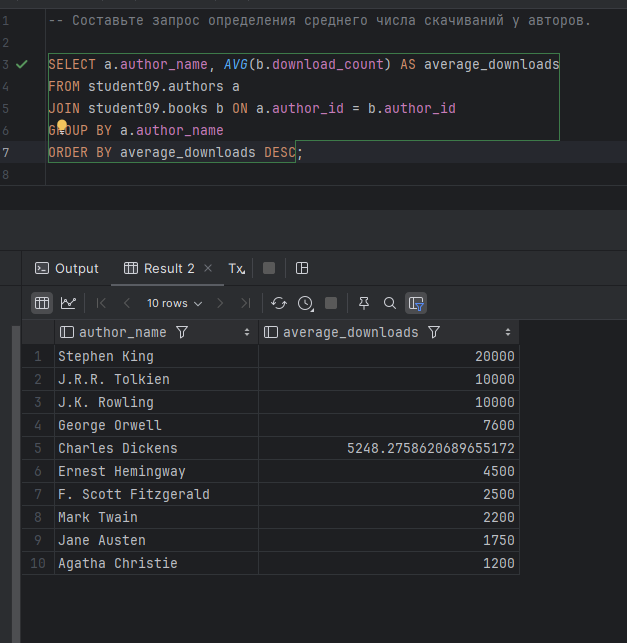 1 -- Составьте запрос определения среднего числа скачиваний у авторов.
2
3 SELECT a.author_name, AVG(b.download_count) AS average_downloads
4 FROM student09.authors a
5 JOIN student09.books b ON a.author_id = b.author_id
6 GROUP BY a.author_name
7 ORDER BY average_downloads DESC;
8
Output Result 2 × Tx
10 rows
author_name average_downloads
1 Stephen King 20000
2 J.R.R. Tolkien 10000
3 J.K. Rowling 10000
4 George Orwell 7600
5 Charles Dickens 5248.2758620689655172
6 Ernest Hemingway 4500
7 F. Scott Fitzgerald 2500
8 Mark Twain 2200
9 Jane Austen 1750
10 Agatha Christie 1200